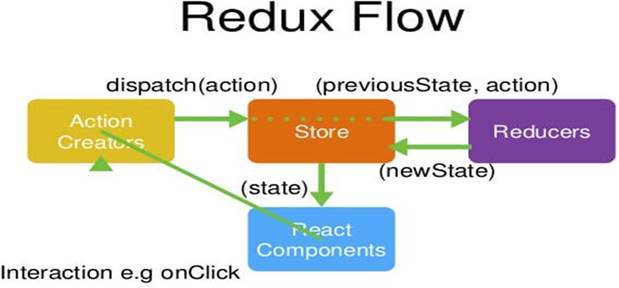 Redux Flow
dispatch(action)
(previousState, action)
Action
Creators
Store
Reducers
(newState)
(state)
React
Components
Interaction e.g onClick